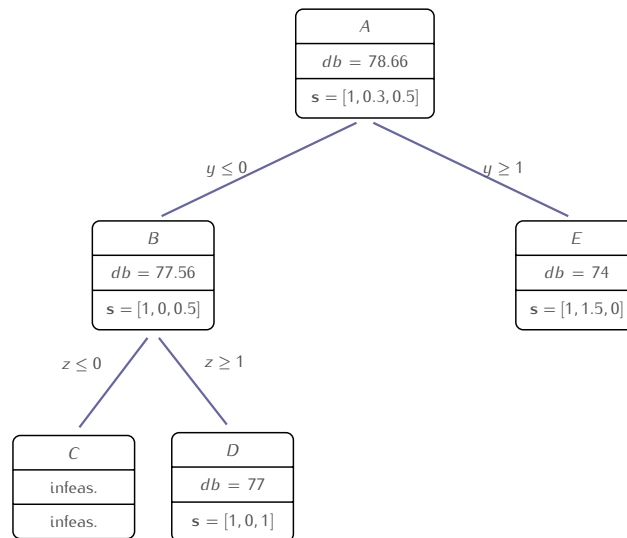 A
db = 78.66
s = [1, 0.3, 0.5]
y ≤ 0
y ≥ 1
B
db = 77.56
s = [1, 0, 0.5]
E
db = 74
s = [1, 1.5, 0]
z ≤ 0
z ≥ 1
C
infeas.
infeas.
D
db = 77
s = [1, 0, 1]